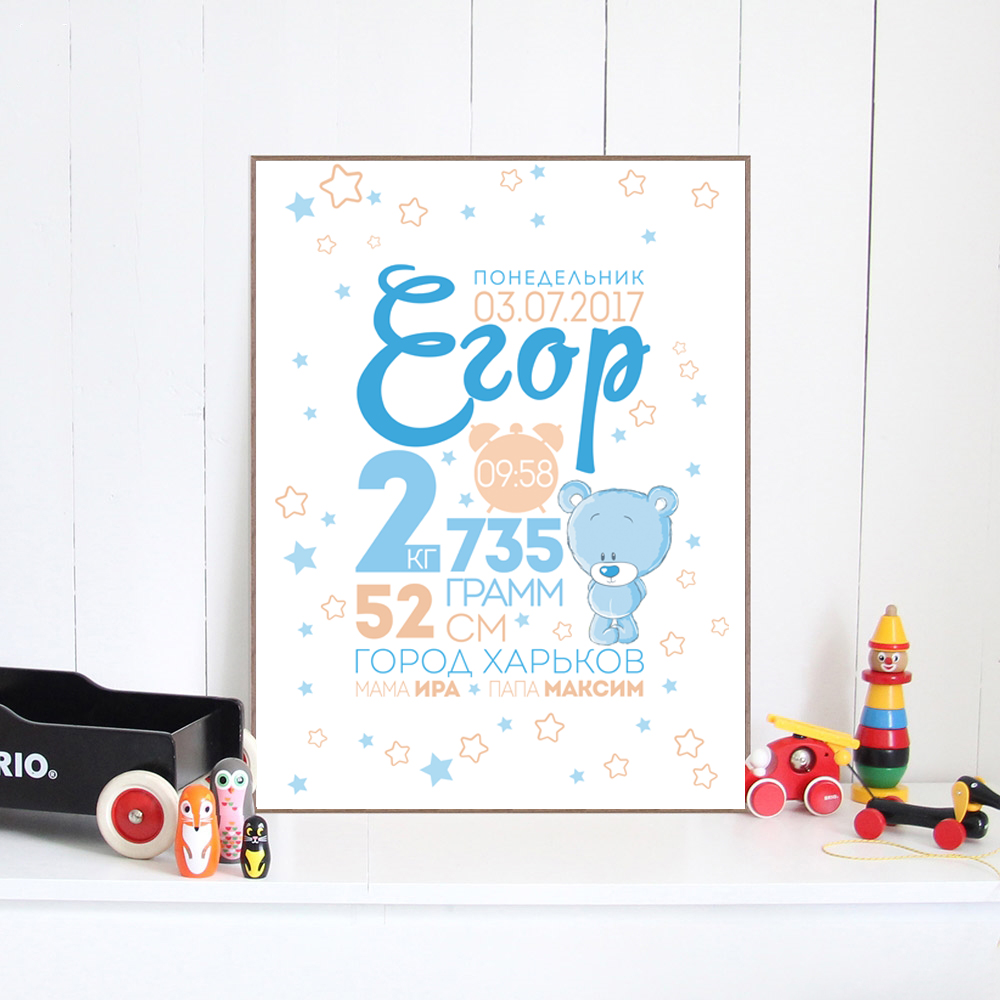 ПОНЕДЕЛЬНИК
03.07.2017
Егор
09:58
2 КГ 735
ГРАММ
52 СМ
ГОРОД ХАРЬКОВ
МАМА ИРА ПАПА МАКСИМ
RIO®